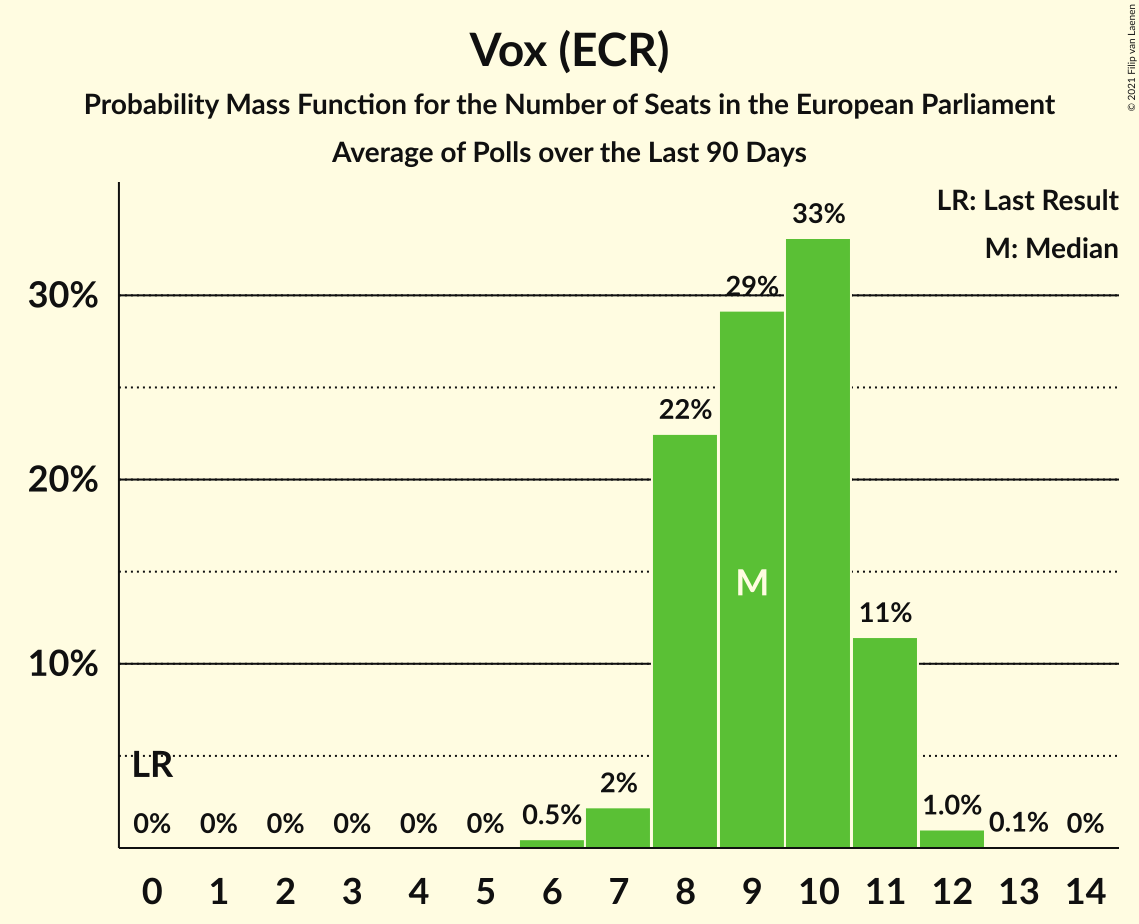 Vox (ECR)
Probability Mass Function for the Number of Seats in the European Parliament
Average of Polls over the Last 90 Days
© 2021 Filip van Laenen
LR: Last Result
M: Median
30%
20%
10%
LR
M
0% 0% 0% 0% 0% 0% 0.5% 2% 22% 29% 33% 11% 1.0% 0.1% 0%
0 1 2 3 4 5 6 7 8 9 10 11 12 13 14